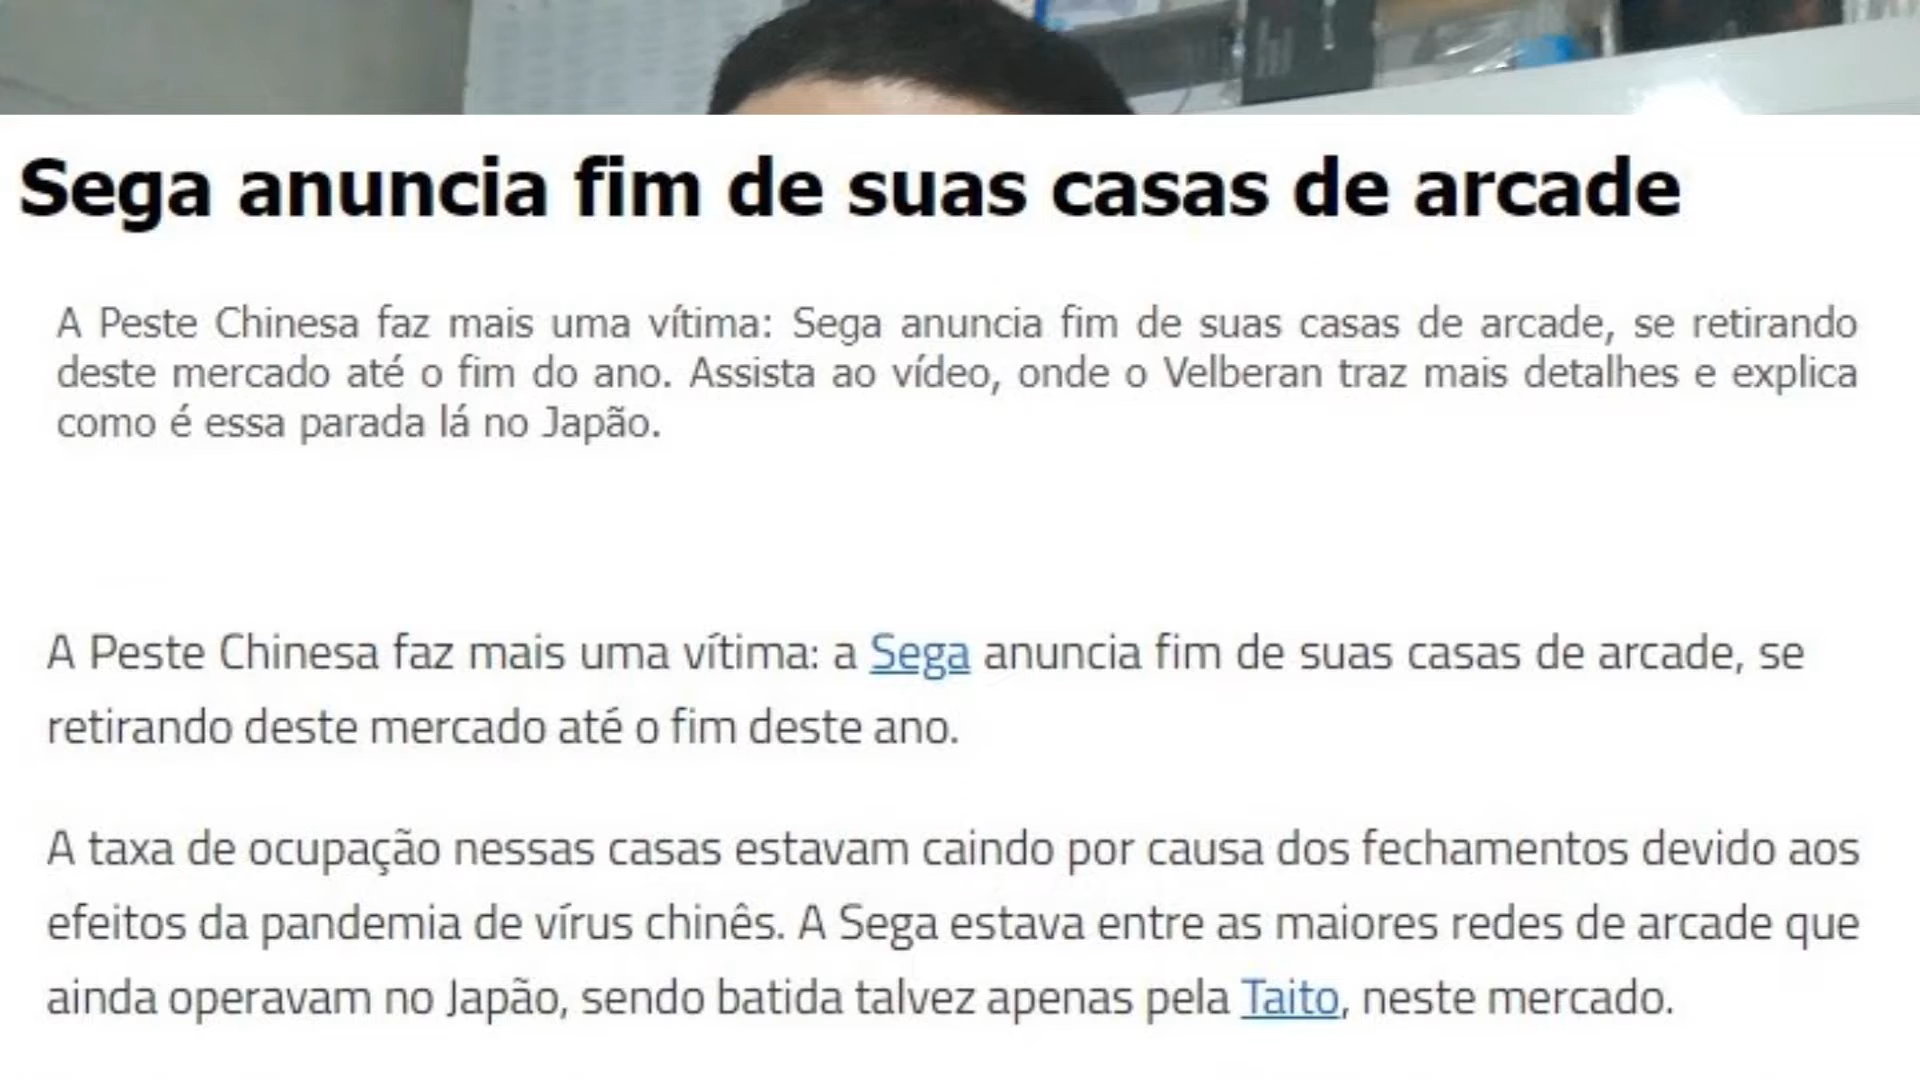 Sega anuncia fim de suas casas de arcade
A Peste Chinesa faz mais uma vítima: Sega anuncia fim de suas casas de arcade, se retirando
deste mercado até o fim do ano. Assista ao vídeo, onde o Velberan traz mais detalhes e explica
como é essa parada lá no Japão.
A Peste Chinesa faz mais uma vítima: a Sega anuncia fim de suas casas de arcade, se
retirando deste mercado até o fim deste ano.
A taxa de ocupação nessas casas estavam caindo por causa dos fechamentos devido aos
efeitos da pandemia de vírus chinês. A Sega estava entre as maiores redes de arcade que
ainda operavam no Japão, sendo batida talvez apenas pela Taito, neste mercado.